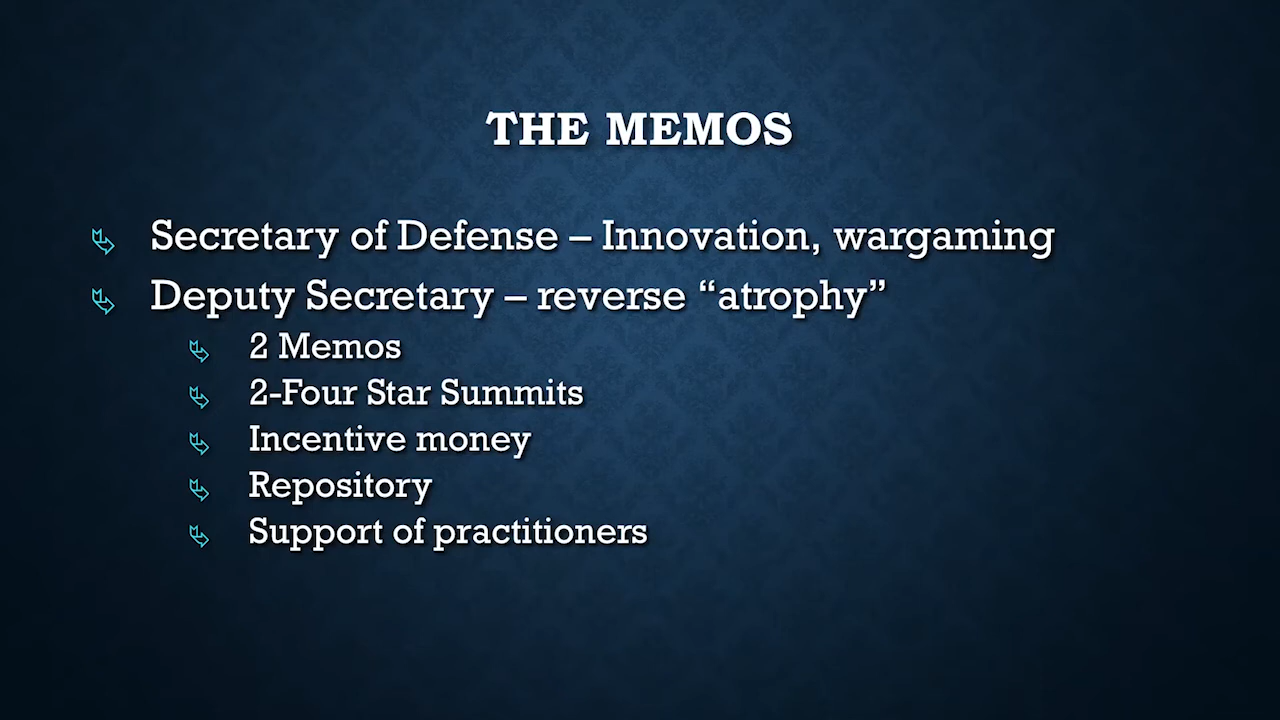 THE MEMOS
Secretary of Defense – Innovation, wargaming
Deputy Secretary – reverse “atrophy”
2 Memos
2-Four Star Summits
Incentive money
Repository
Support of practitioners